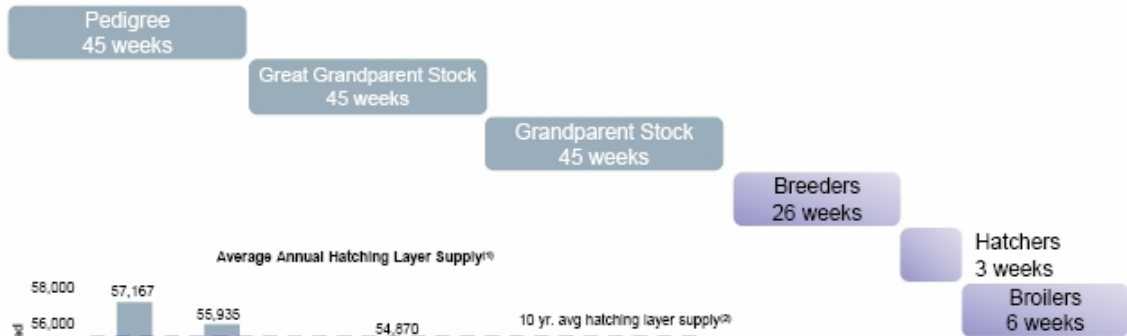 Pedigree
45 weeks
Great Grandparent Stock
45 weeks
Grandparent Stock
45 weeks
Breeders
26 weeks
Hatchers
3 weeks
Broilers
6 weeks
Average Annual Hatching Layer Supply⁽¹⁾
58,000
57,167
56,000
55,935
54,870
10 yr. avg hatching layer supply⁽²⁾